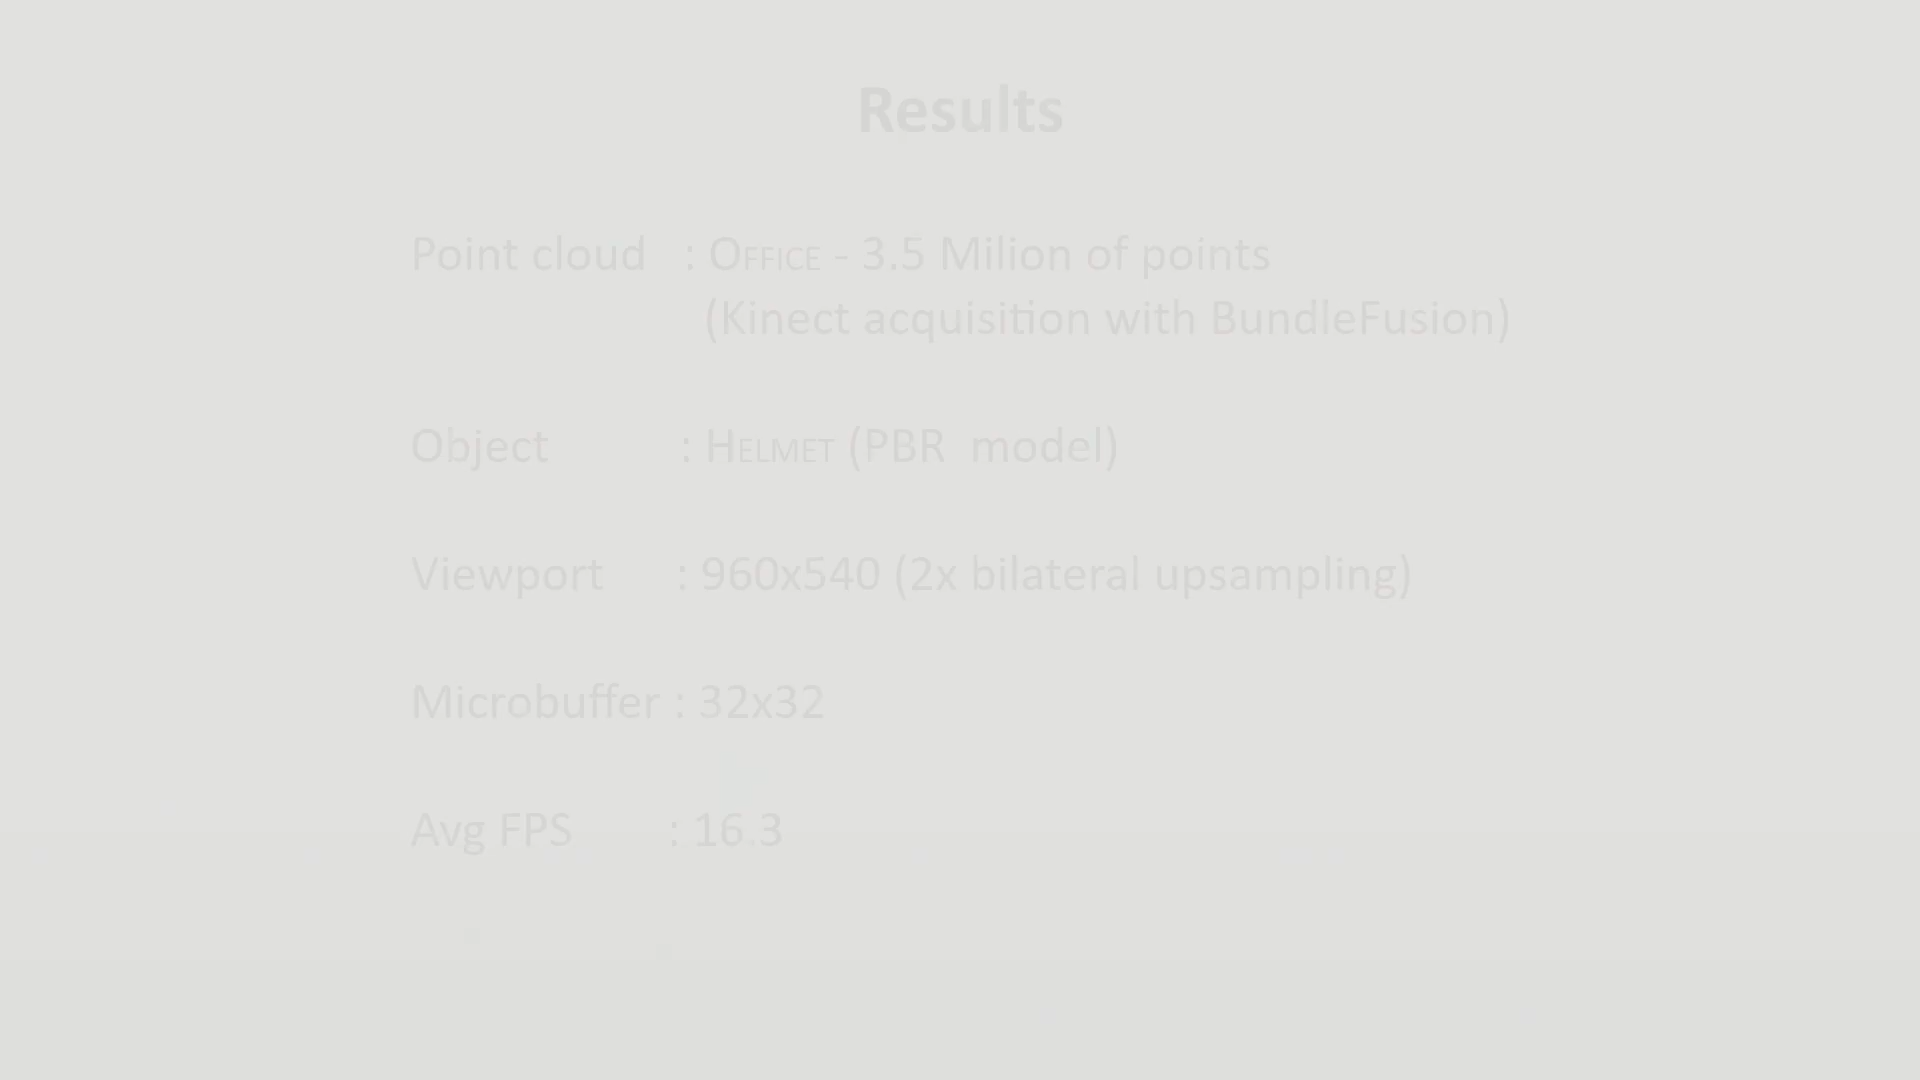 Results
Point cloud : OFFICE - 3.5 Milion of points
(Kinect acquisition with BundleFusion)
Object : HELMET (PBR model)
Viewport : 960x540 (2x bilateral upsampling)
Microbuffer : 32x32
Avg FPS : 16.3